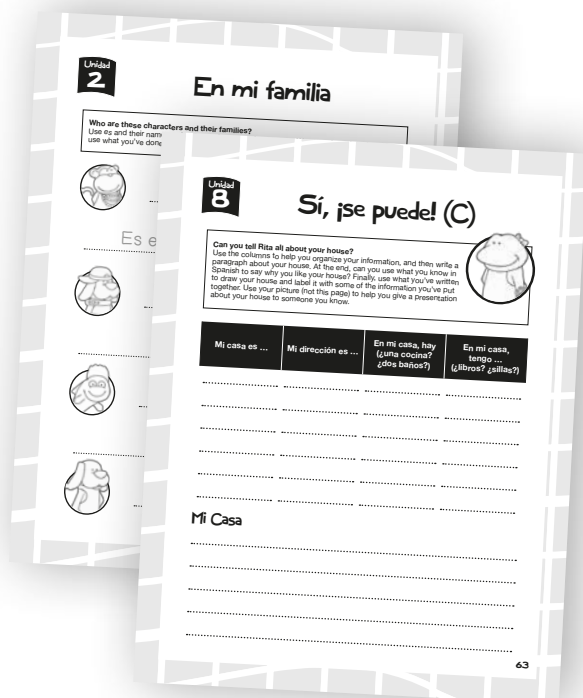 Unidad
2
En mi familia
Who are these characters and their families?
Use es and their nam
use what you've done
Es e
Unidad
8
Sí, ¡se puede! (C)
Can you tell Rita all about your house?
Use the columns to help you organize your information, and then write a
paragraph about your house. At the end, can you use what you know in
Spanish to say why you like your house? Finally, use what you've written
to draw your house and label it with some of the information you've put
together. Use your picture (not this page) to help you give a presentation
about your house to someone you know.
Mi casa es ...
Mi dirección es ...
En mi casa, hay
(¿una cocina?
¿dos baños?)
En mi casa,
tengo ...
(¿libros? ¿sillas?)
Mi Casa
63